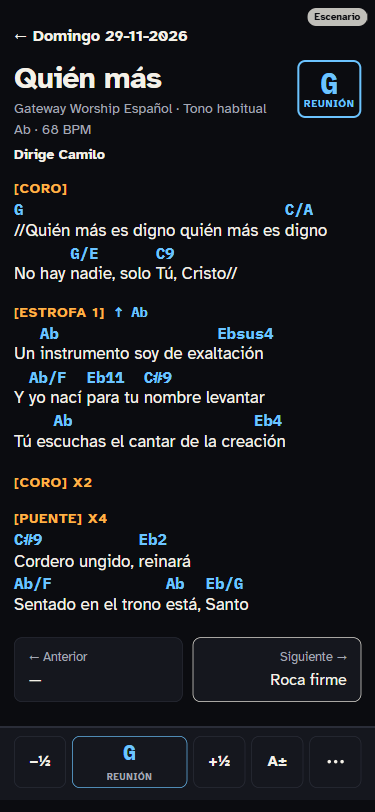 Escenario
← Domingo 29-11-2026
Quién más
G
REUNIÓN
Gateway Worship Español · Tono habitual
Ab · 68 BPM
Dirige Camilo
[CORO]
G C/A
//Quién más es digno quién más es digno
G/E C9
No hay nadie, solo Tú, Cristo//
[ESTROFA 1] ↑ Ab
Ab Ebsus4
Un instrumento soy de exaltación
Ab/F Eb11 C#9
Y yo nací para tu nombre levantar
Ab Eb4
Tú escuchas el cantar de la creación
[CORO] X2
[PUENTE] X4
C#9 Eb2
Cordero ungido, reinará
Ab/F Ab Eb/G
Sentado en el trono está, Santo
← Anterior
—
Siguiente →
Roca firme
−½
G
REUNIÓN
+½
A±
···